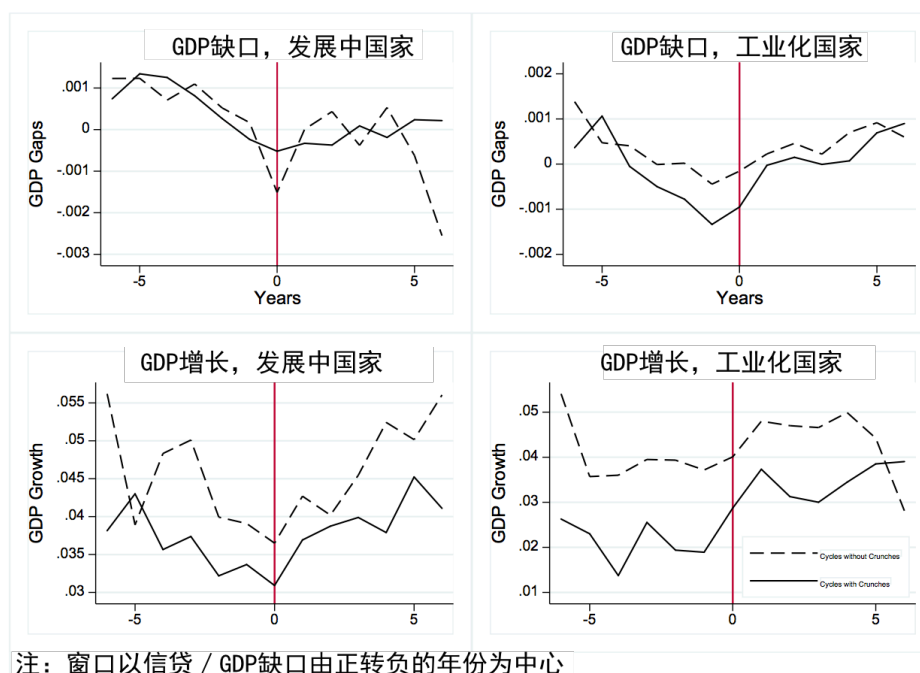 GDP缺口，发展中国家
GDP Gaps
.001
0
-.001
-.002
-.003
-5
0
5
Years
GDP缺口，工业化国家
GDP Gaps
.002
.001
0
-.001
-.002
-5
0
5
Years
GDP增长，发展中国家
GDP Growth
.055
.05
.045
.04
.035
.03
-5
0
5
GDP增长，工业化国家
GDP Growth
.05
.04
.03
.02
.01
-5
0
5
Cycles without Crunches
Cycles with Crunches
注：窗口以信贷/GDP缺口由正转负的年份为中心